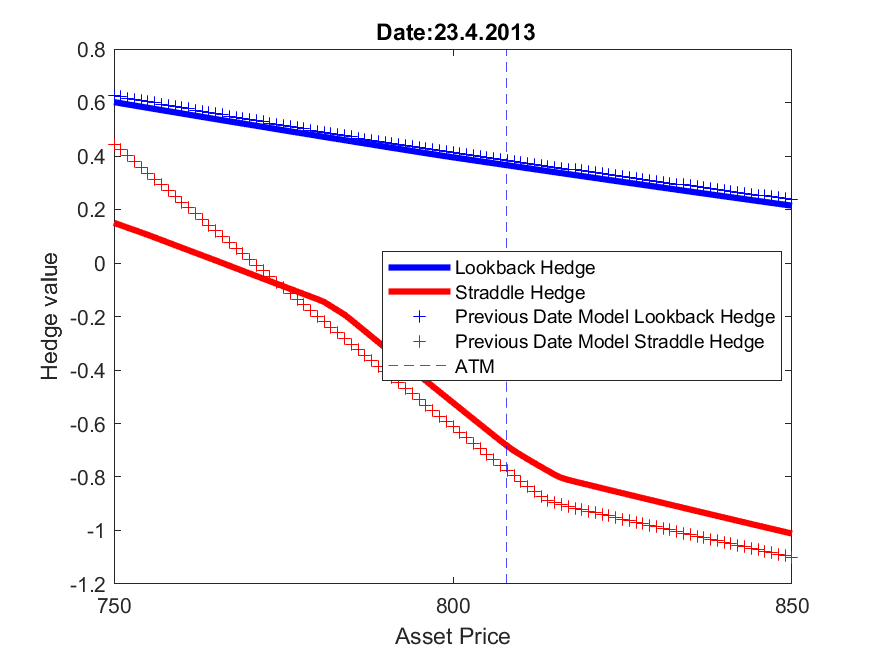 Date:23.4.2013
0.8
0.6
0.4
0.2
0
-0.2
-0.4
-0.6
-0.8
-1
-1.2
Hedge value
Lookback Hedge
Straddle Hedge
Previous Date Model Lookback Hedge
Previous Date Model Straddle Hedge
ATM
750
800
850
Asset Price